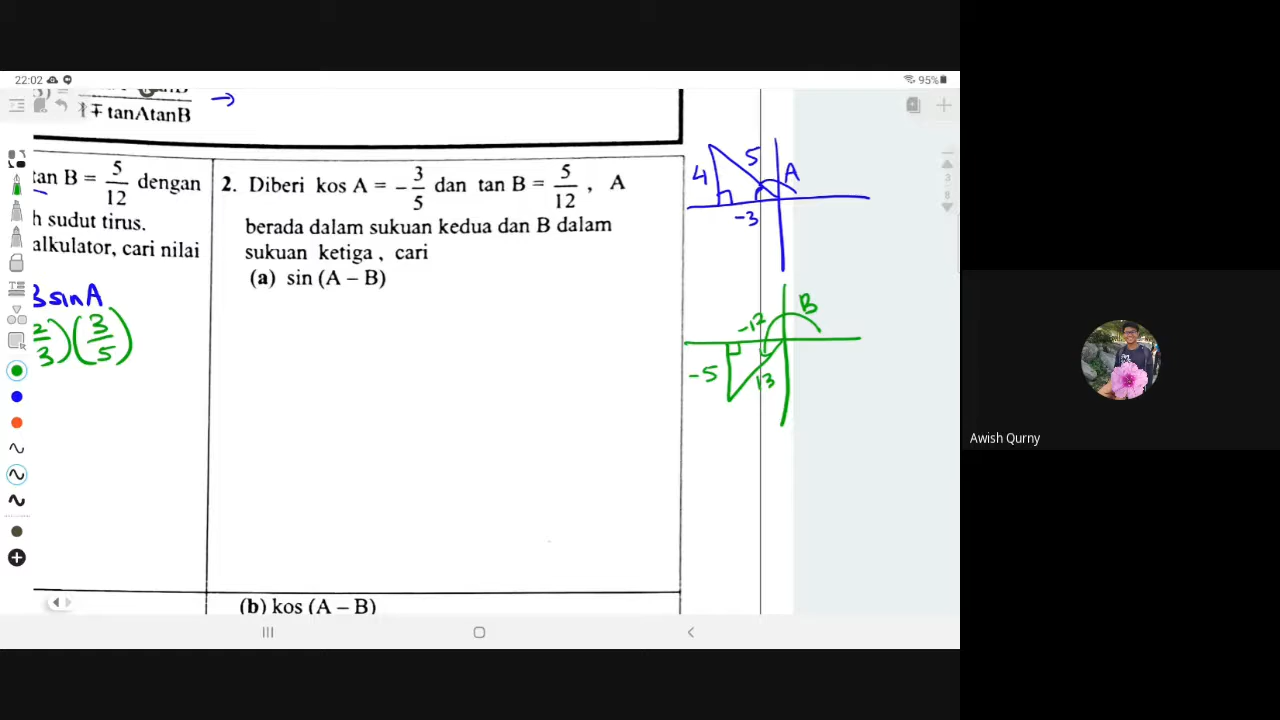 22:02
95%
1 ∓ tanAtanB
tan B = 5/12 dengan
h sudut tirus.
alkulator, cari nilai
3 sinA
(3/5)
2. Diberi kos A = -3/5 dan tan B = 5/12 , A
berada dalam sukuan kedua dan B dalam
sukuan ketiga , cari
(a) sin (A – B)
(b) kos (A – B)
4
5
A
-3
B
-12
-5
13
Awish Qurny